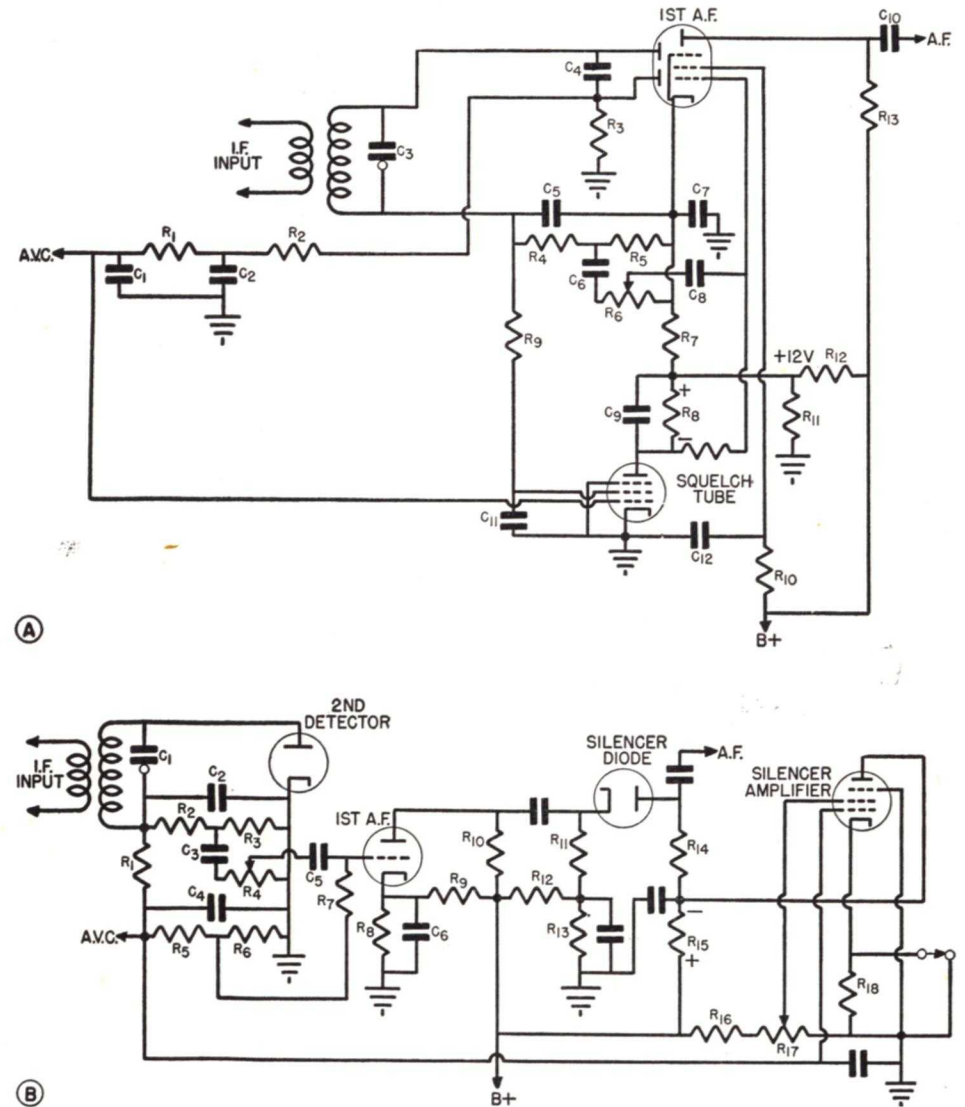 1ST A.F.
C10
A.F.
C4
R13
R3
I.F. INPUT
C3
C5
C7
R1
R2
R4
R5
A.V.C.
C1
C2
C6
C8
R6
R9
R7
+12V
R12
+
C9
R8
R11
-
SQUELCH
TUBE
C11
C12
R10
A
B+
2ND
DETECTOR
I.F.
INPUT
C1
SILENCER
DIODE
A.F.
SILENCER
AMPLIFIER
C2
1ST A.F.
R2
R3
R10
R11
R14
R1
C3
C5
R4
C4
R7
R9
R12
-
A.V.C.
R5
R6
R8
C6
R13
R15
+
R18
R16
R17
B
B+